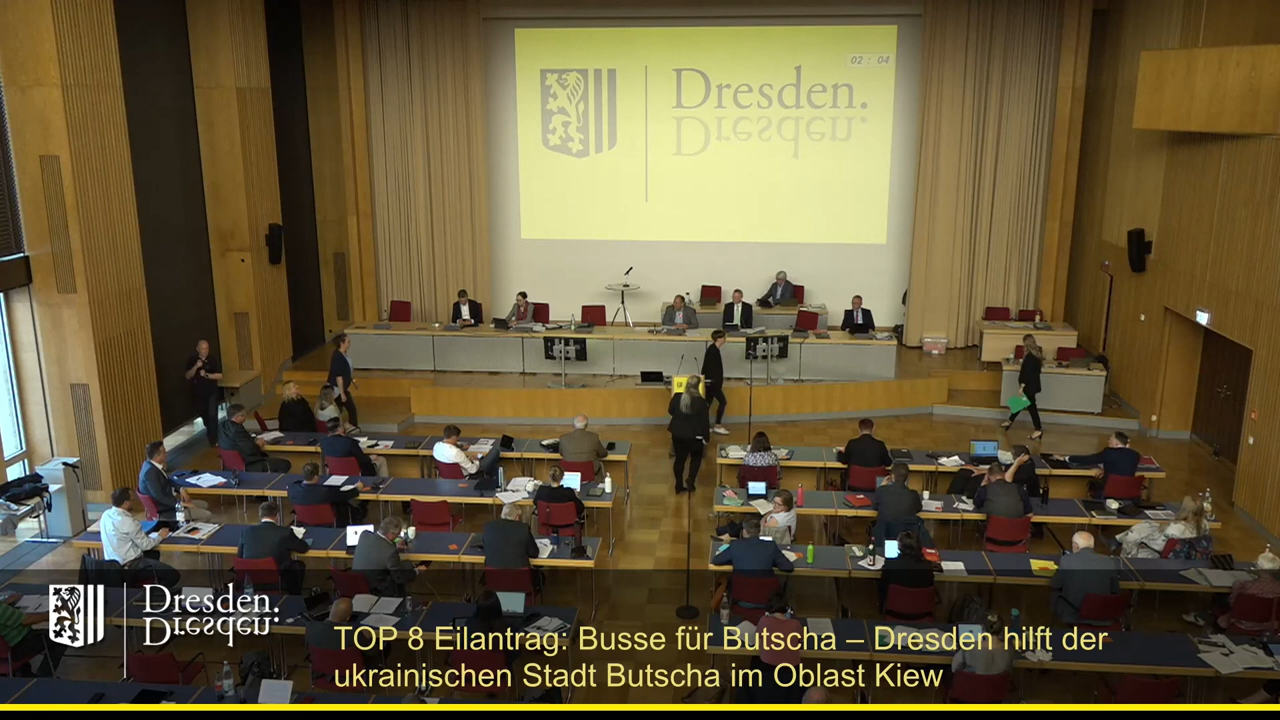 02 : 04
Dresden.
Dresden.
Dresden.
Dresden.
TOP 8 Eilantrag: Busse für Butscha – Dresden hilft der
ukrainischen Stadt Butscha im Oblast Kiew